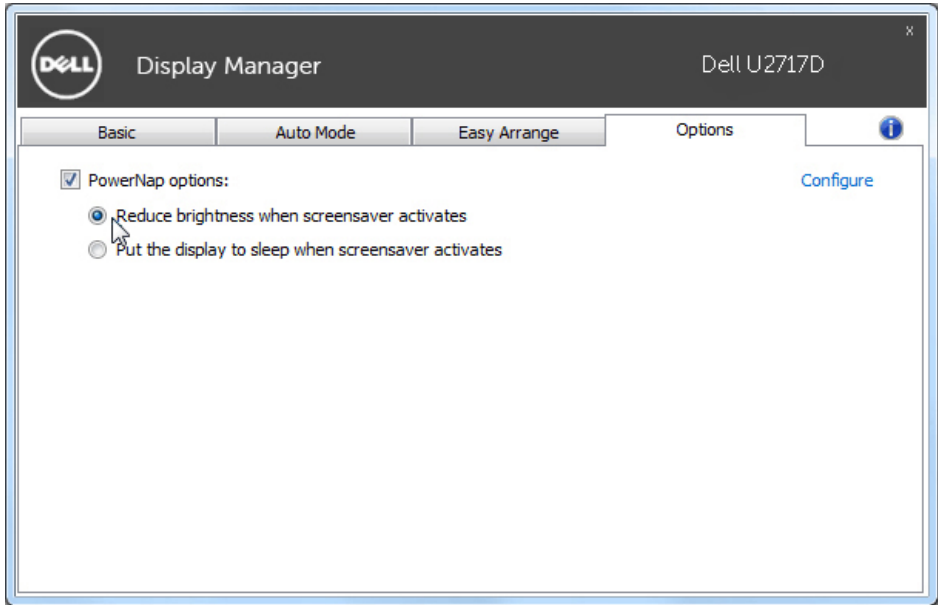 x
DELL Display Manager Dell U2717D
Basic Auto Mode Easy Arrange Options i
PowerNap options: Configure
Reduce brightness when screensaver activates
Put the display to sleep when screensaver activates